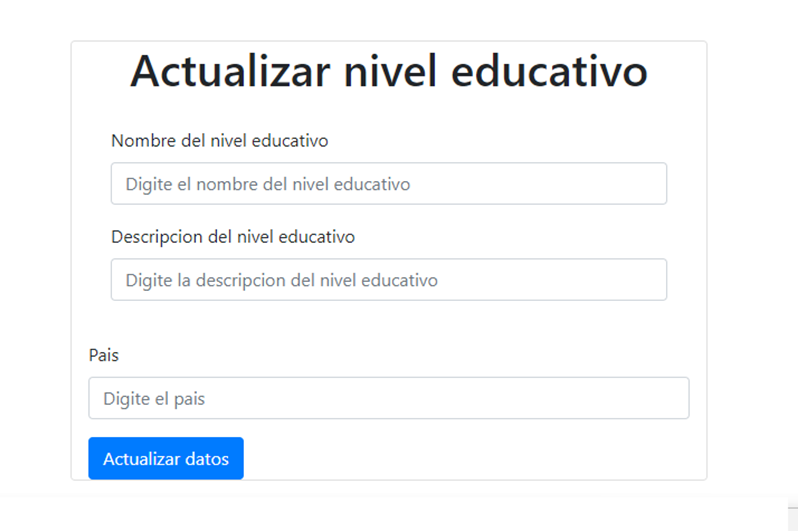 Actualizar nivel educativo
Nombre del nivel educativo
Digite el nombre del nivel educativo
Descripcion del nivel educativo
Digite la descripcion del nivel educativo
Pais
Digite el pais
Actualizar datos